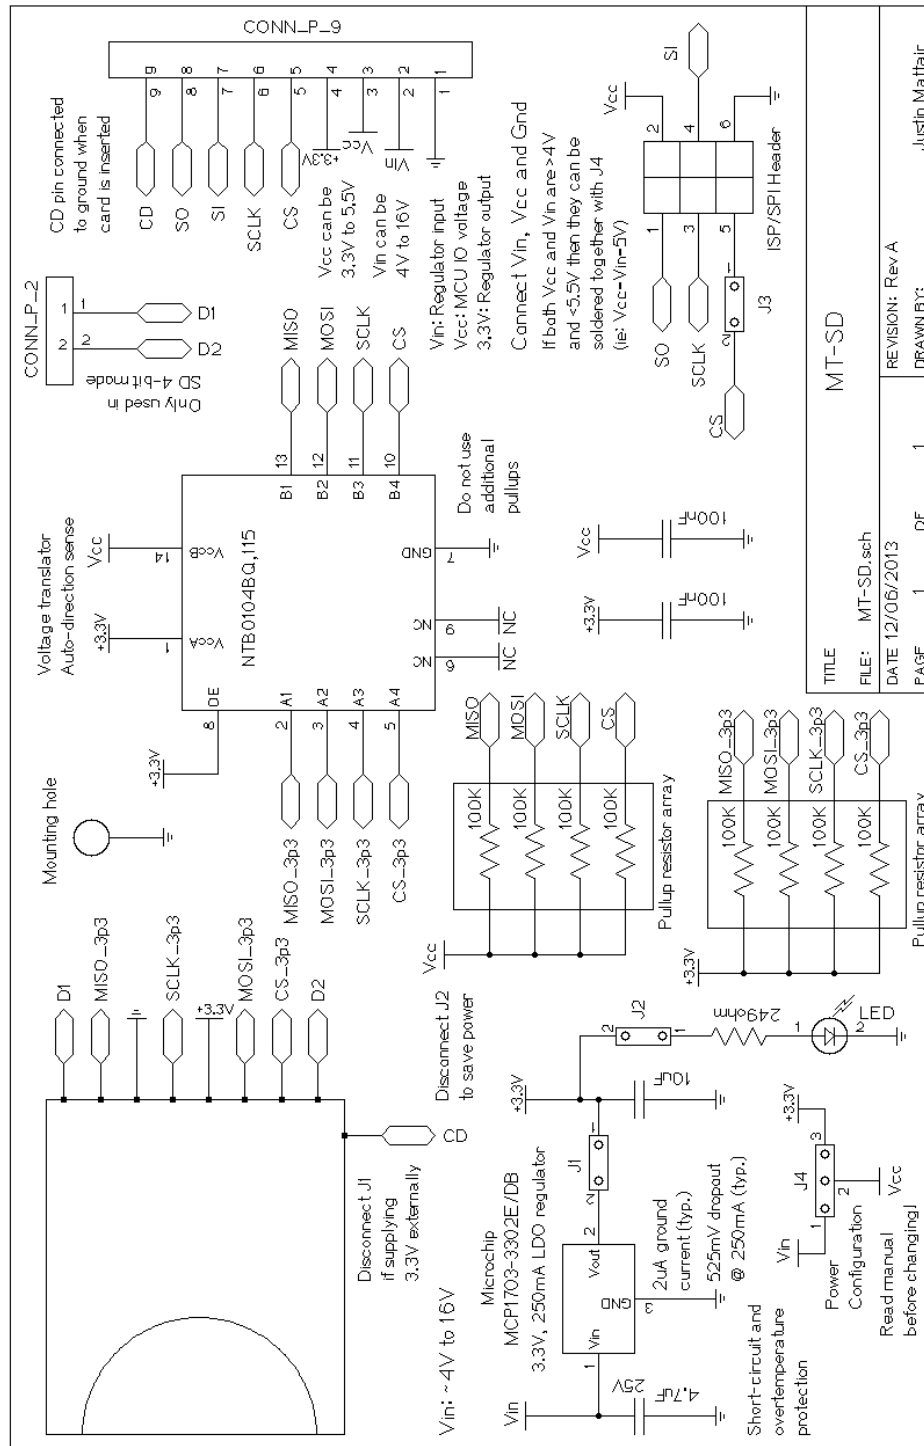 CONN_P_9
9
8
7
6
5
4
3
2
1
9
8
7
6
5
4
3
2
1
CD
SO
SI
SCLK
CS
+3.3V
Vcc
Vin
CD pin connected
to ground when
card is inserted
Vcc can be
3.3V to 5.5V
Vin can be
4V to 16V
Vin: Regulator input
Vcc: MCU IO voltage
3.3V: Regulator output
Connect Vin, Vcc and Gnd
If both Vcc and Vin are >4V
and <5.5V then they can be
soldered together with J4
(ie: Vcc=Vin=5V)
CONN_P_2
1
2
1
2
D1
D2
Only used in
SD 4-bit mode
Voltage translator
Auto-direction sense
+3.3V
Vcc
+3.3V
1
14
8
VccA
VccB
OE
NTB0104BQ,115
A1
A2
A3
A4
2
3
4
5
MISO_3p3
MOSI_3p3
SCLK_3p3
CS_3p3
B1
B2
B3
B4
13
12
11
10
MISO
MOSI
SCLK
CS
NC
NC
GND
6
9
7
NC
NC
Do not use
additional
pullups
Mounting hole
D1
MISO_3p3
SCLK_3p3
+3.3V
MOSI_3p3
CS_3p3
D2
CD
Disconnect J1
if supplying
3.3V externally
Disconnect J2
to save power
Vin: ~4V to 16V
Microchip
MCP1703-3302E/DB
3.3V, 250mA LDO regulator
Vin
1
Vin
Vout
GND
2
3
25V
4.7uF
2uA ground
current (typ.)
525mV dropout
@ 250mA (typ.)
Short-circuit and
overtemperature
protection
J1
2
1
+3.3V
10uF
J2
2
1
249ohm
1
2
LED
Vin
+3.3V
J4
1
2
3
Vcc
Power
Configuration
Read manual
before changing!
Vcc
100K
100K
100K
100K
MISO
MOSI
SCLK
CS
Pullup resistor array
+3.3V
100K
100K
100K
100K
MISO_3p3
MOSI_3p3
SCLK_3p3
CS_3p3
Pullup resistor array
+3.3V
100nF
Vcc
100nF
SO
SCLK
CS
J3
2
1
1
3
5
2
4
6
Vcc
SI
ISP/SPI Header
TITLE
MT-SD
FILE: MT-SD.sch
REVISION: Rev A
DATE 12/06/2013
PAGE 1 OF 1
DRAWN BY: Justin Mattair